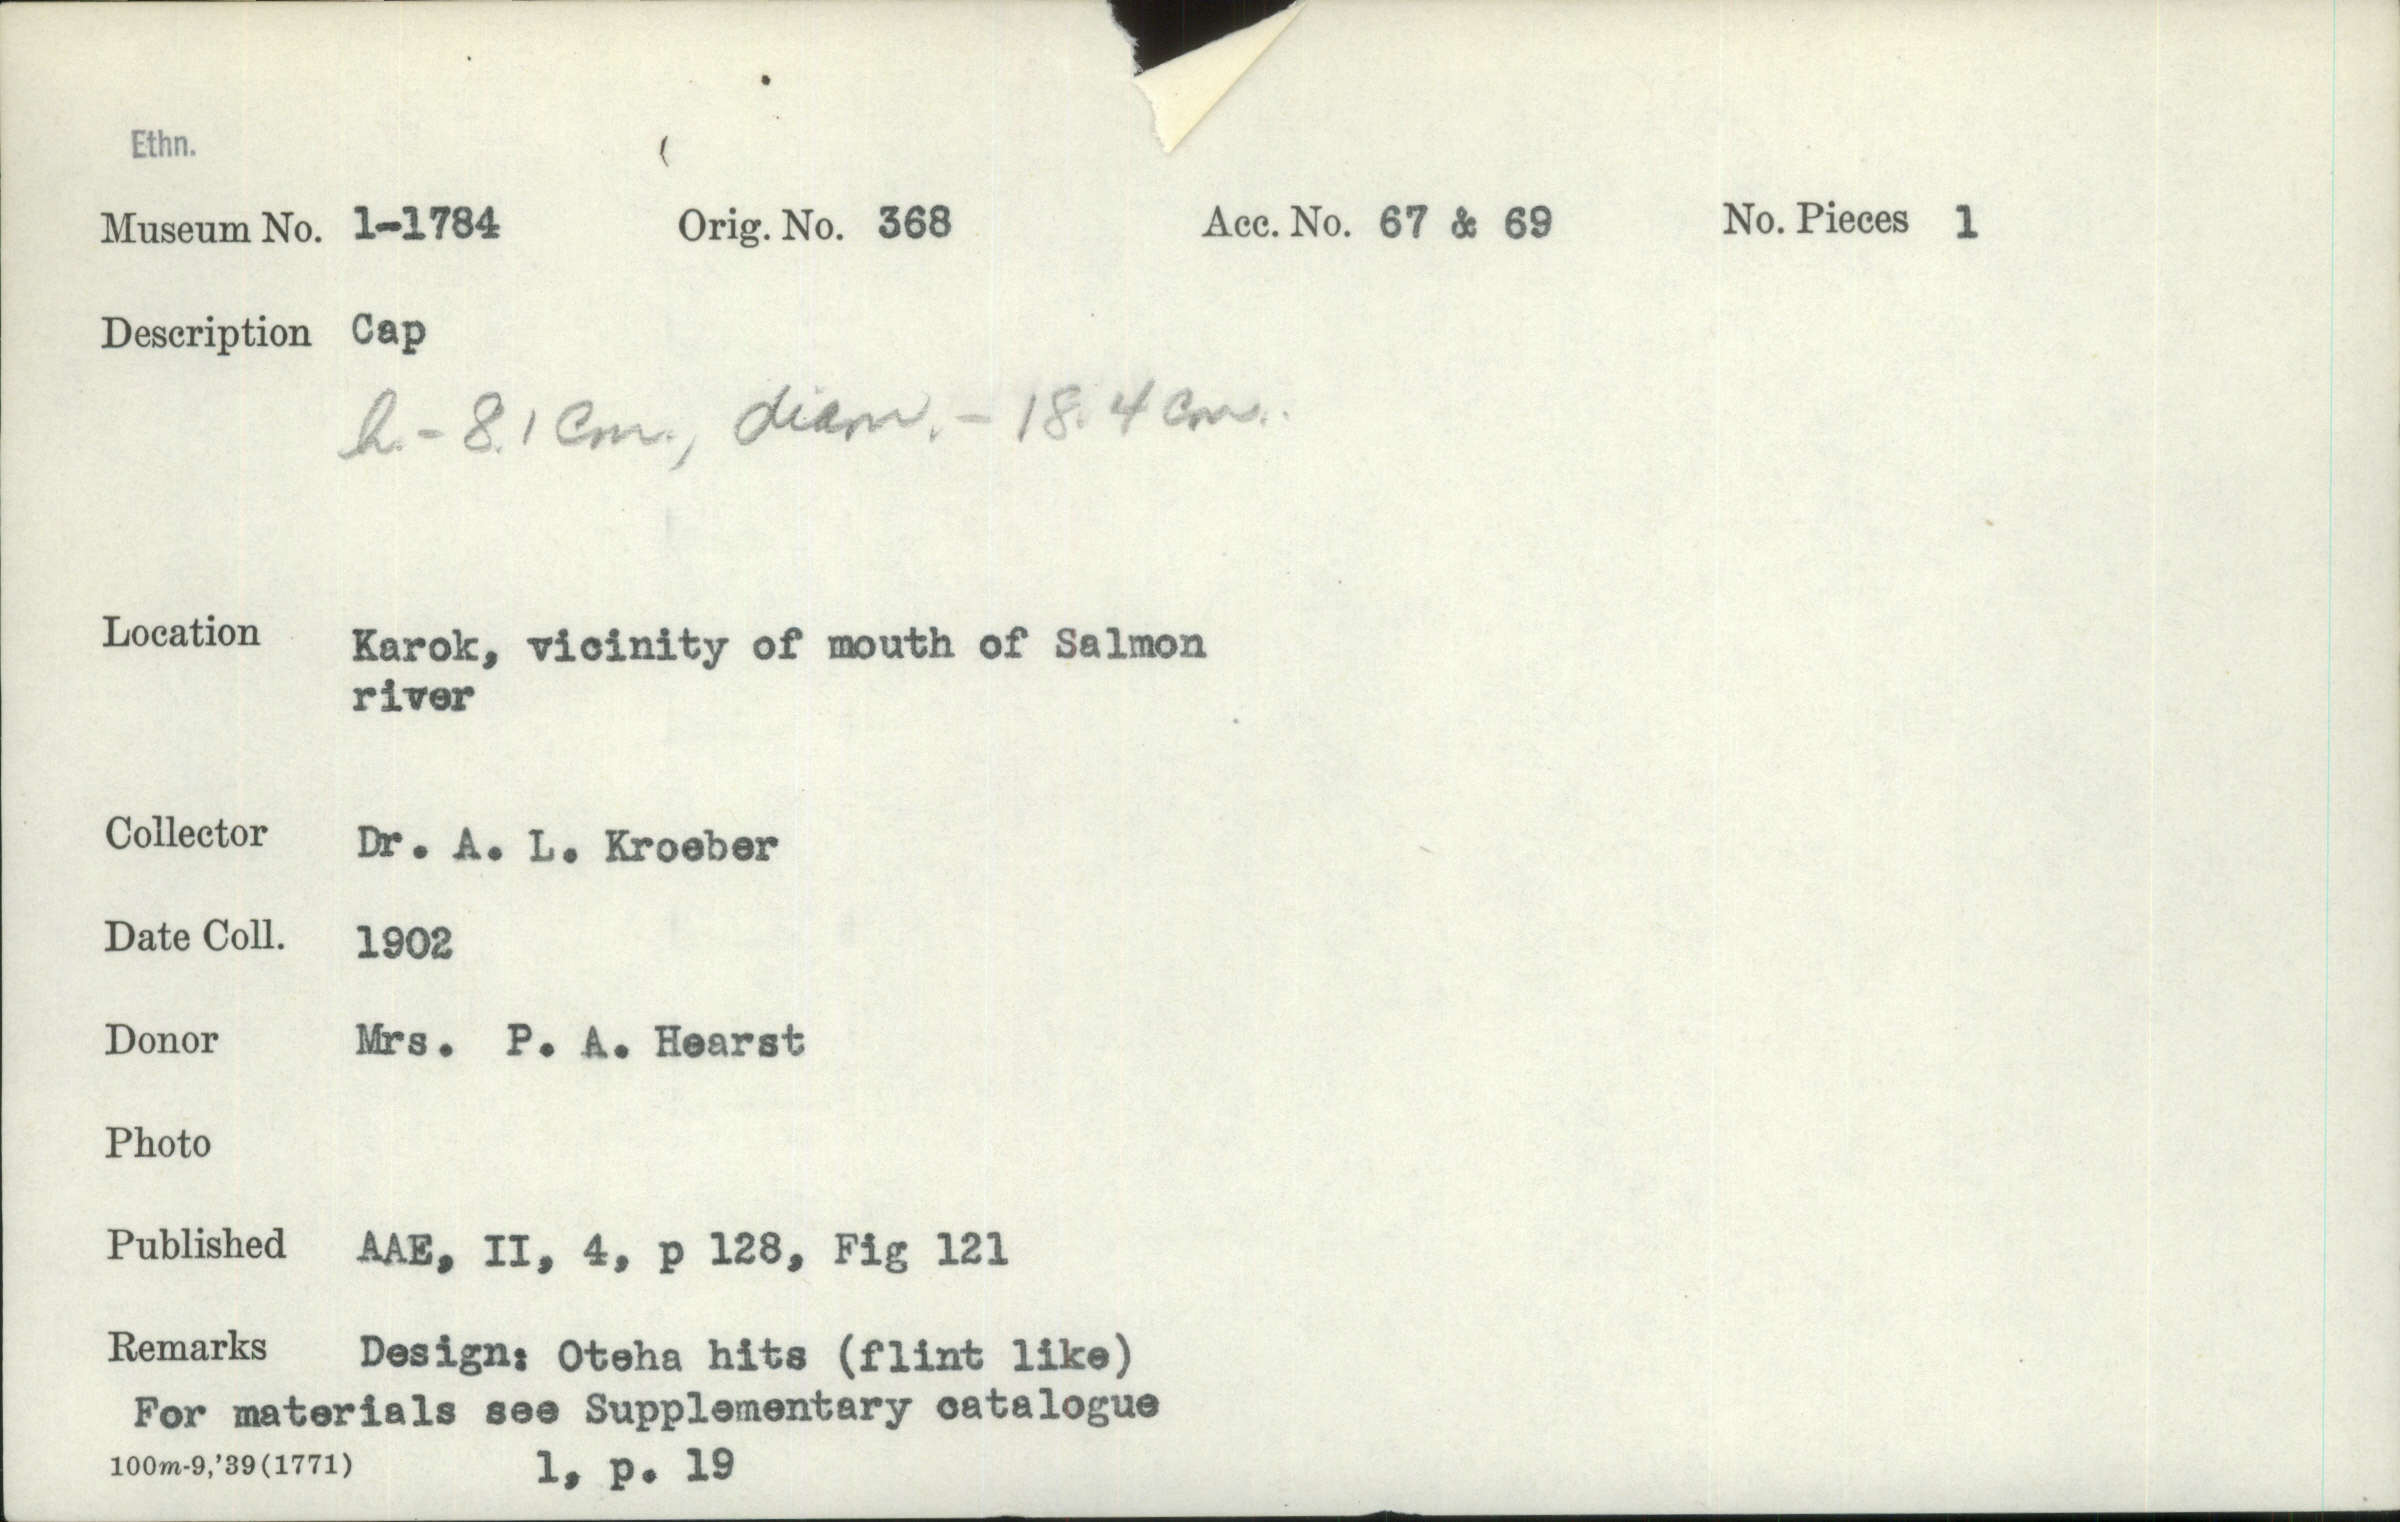 Ethn.
Museum No. 1-1784 Orig. No. 368 Acc. No. 67 & 69 No. Pieces 1
Description Cap
h.- 8.1 cm., diam. - 18.4 cm.
Location Karok, vicinity of mouth of Salmon
river
Collector Dr. A. L. Kroeber
Date Coll. 1902
Donor Mrs. P. A. Hearst
Photo
Published AAE, II, 4, p 128, Fig 121
Remarks Design: Oteha hits (flint like)
For materials see Supplementary catalogue
100m-9,'39(1771) 1, p. 19